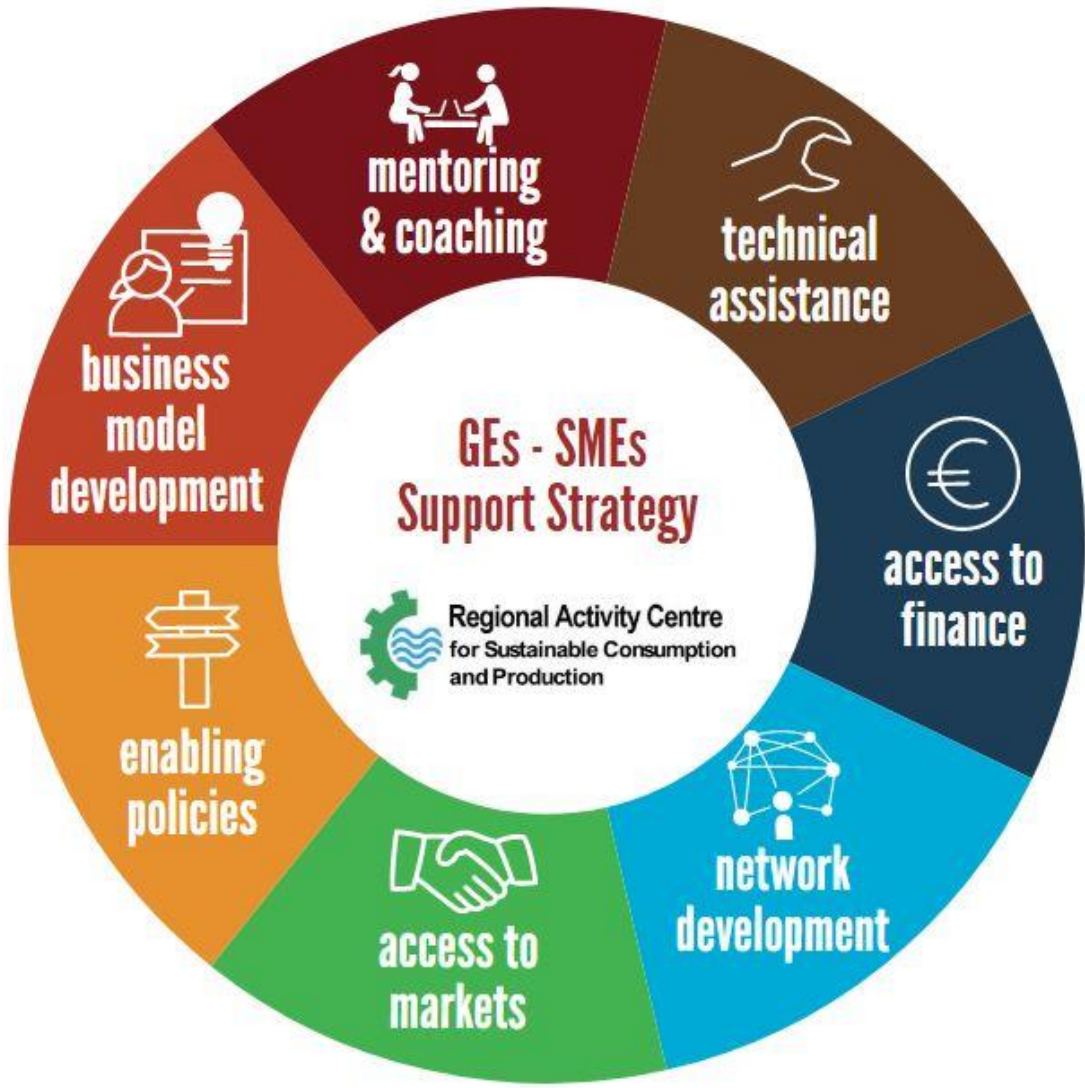 mentoring
& coaching
technical
assistance
access to
finance
network
development
access to
markets
enabling
policies
business
model
development
GEs - SMEs
Support Strategy
Regional Activity Centre
for Sustainable Consumption
and Production